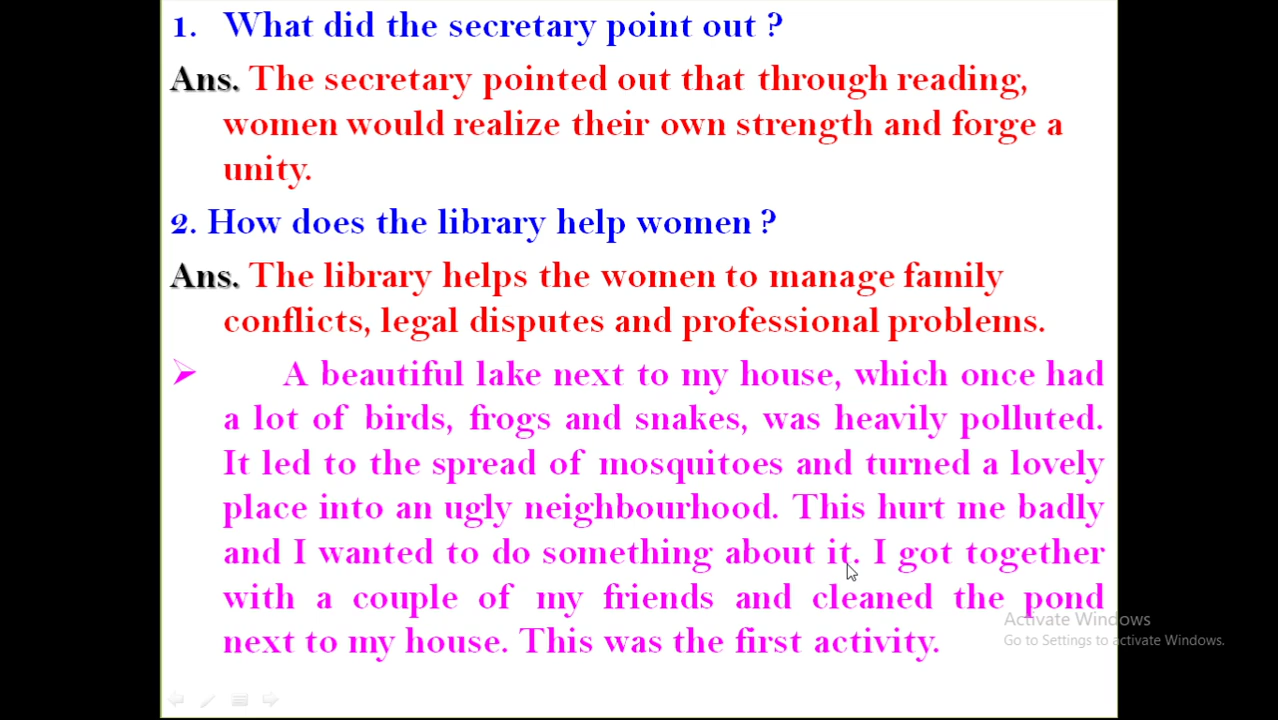 1. What did the secretary point out ?
Ans. The secretary pointed out that through reading,
women would realize their own strength and forge a
unity.
2. How does the library help women ?
Ans. The library helps the women to manage family
conflicts, legal disputes and professional problems.
➢ A beautiful lake next to my house, which once had
a lot of birds, frogs and snakes, was heavily polluted.
It led to the spread of mosquitoes and turned a lovely
place into an ugly neighbourhood. This hurt me badly
and I wanted to do something about it. I got together
with a couple of my friends and cleaned the pond
next to my house. This was the first activity.
Activate Windows
Go to Settings to activate Windows.